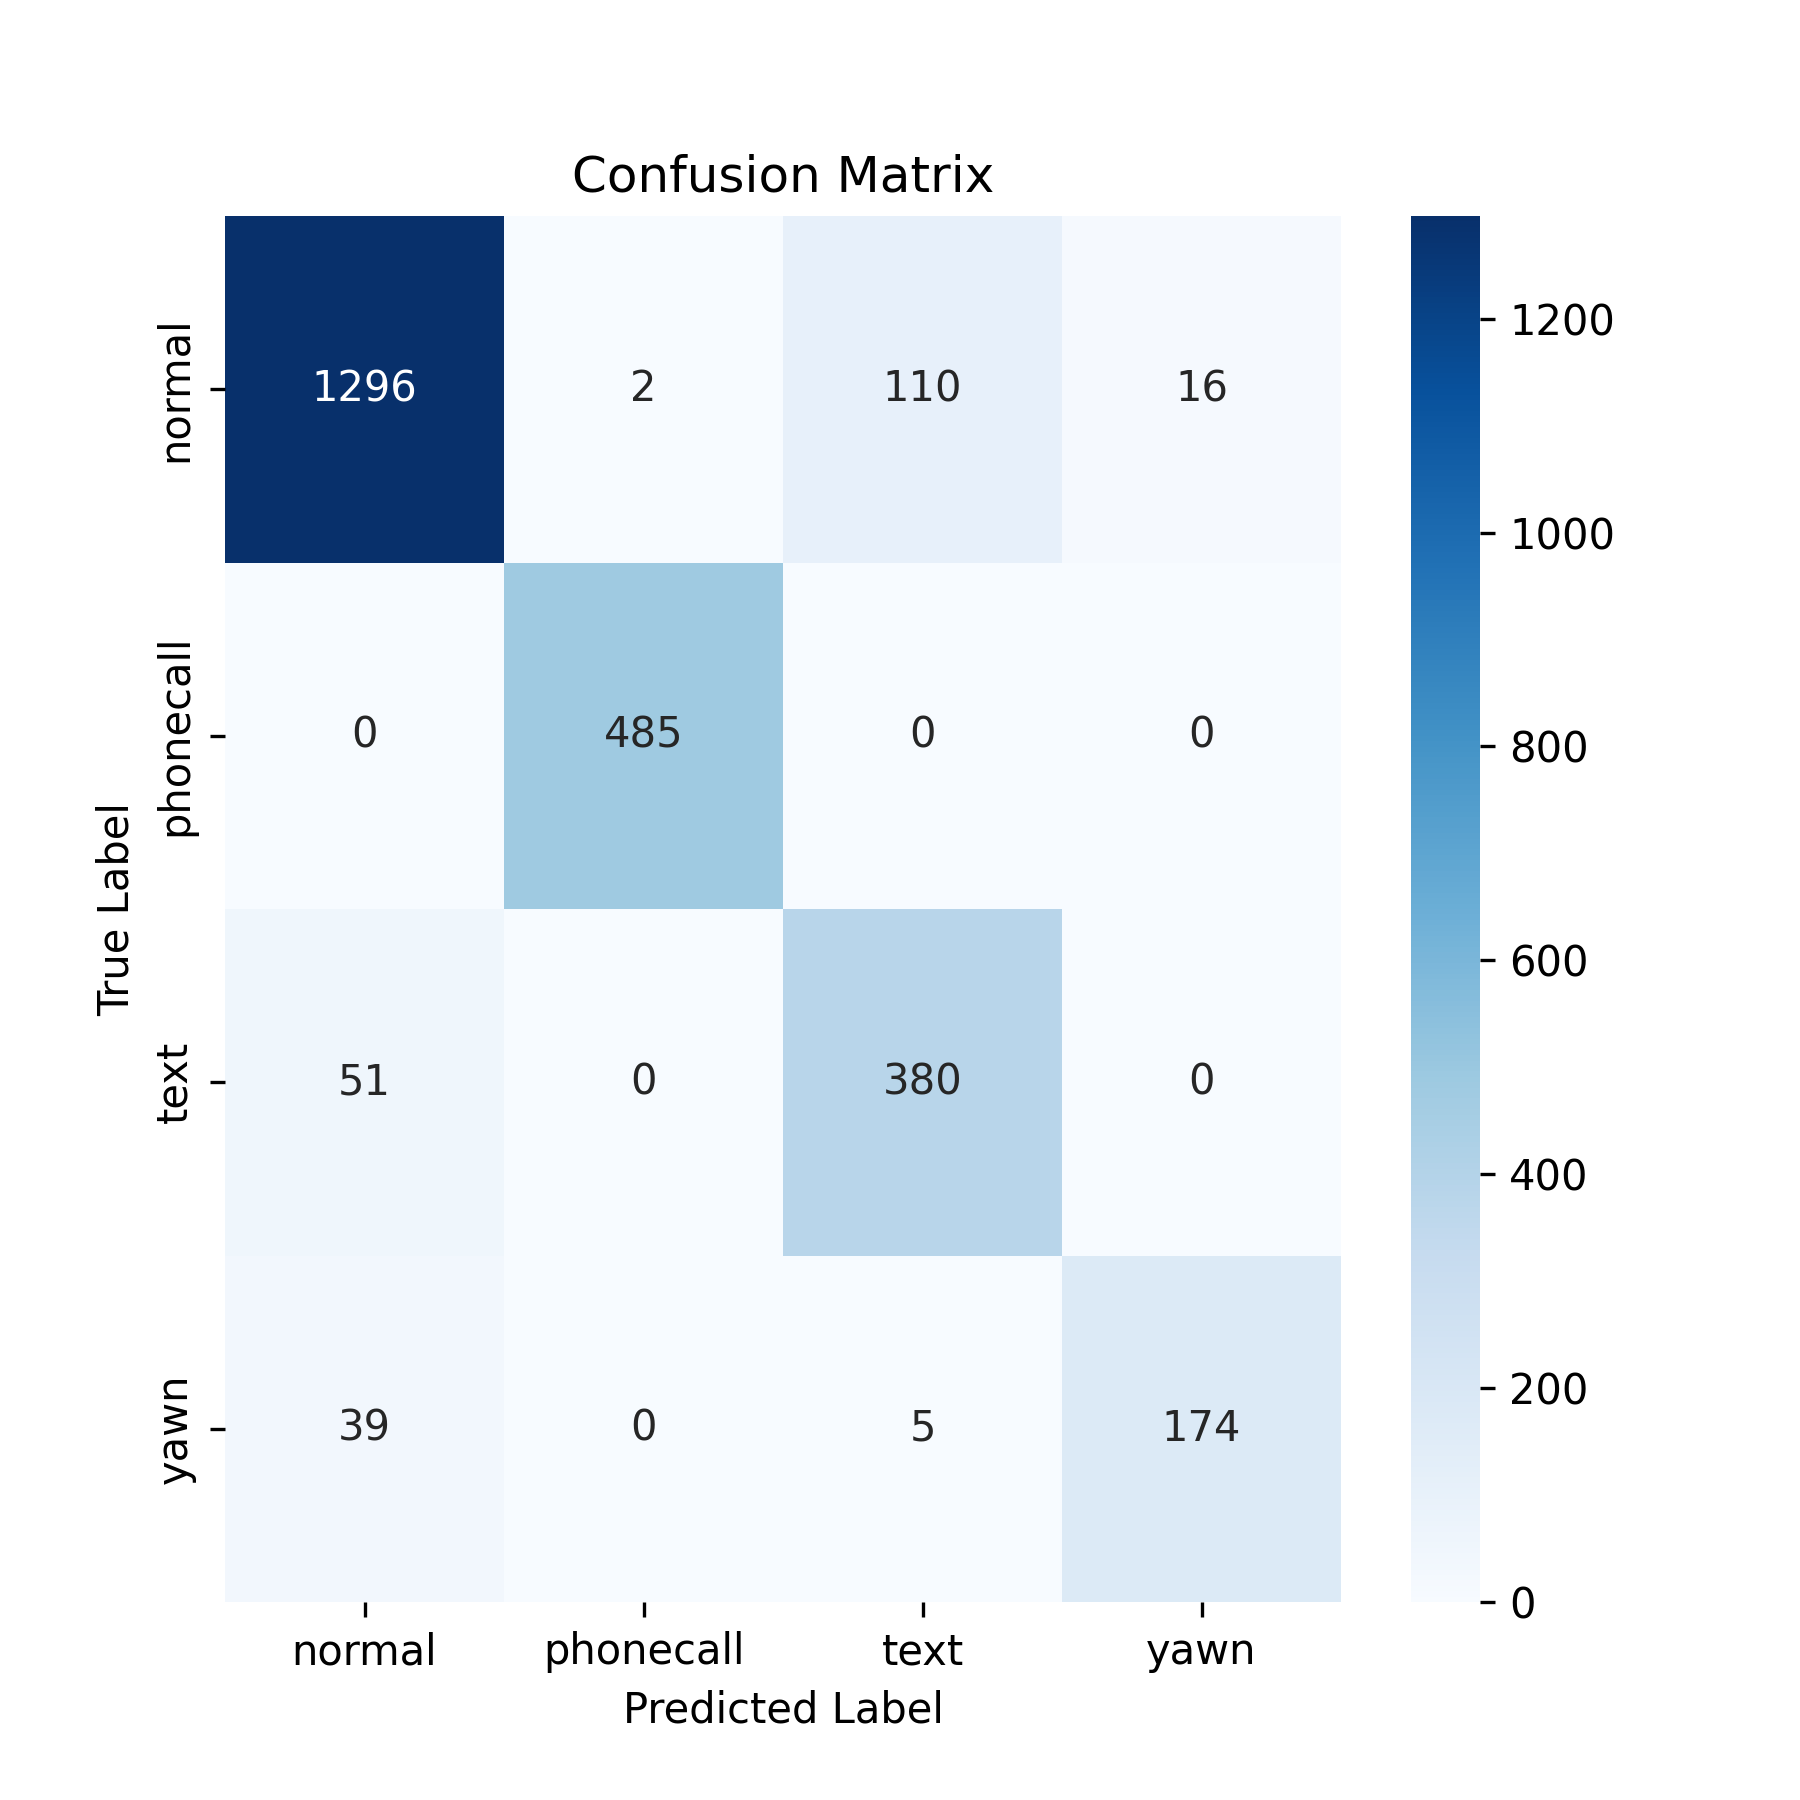 Confusion Matrix
True Label
normal
1296 2 110 16
phonecall
0 485 0 0
text
51 0 380 0
yawn
39 0 5 174
normal phonecall text yawn
Predicted Label
1200
1000
800
600
400
200
0